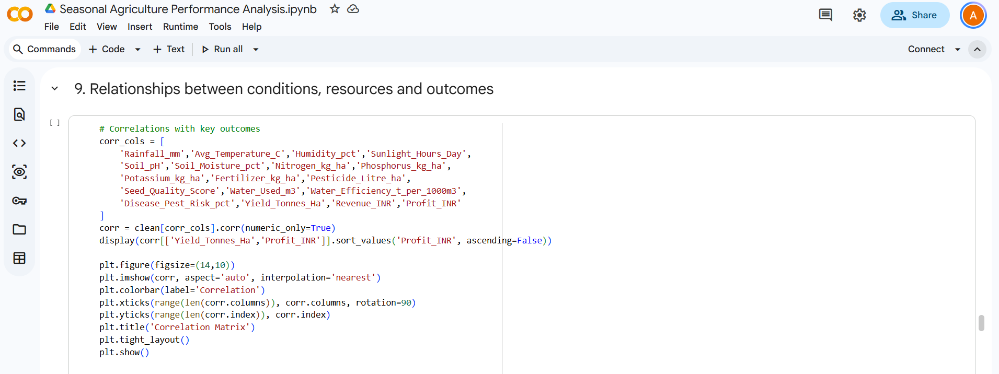 Seasonal Agriculture Performance Analysis.ipynb
File Edit View Insert Runtime Tools Help
Share
A
Commands + Code + Text Run all
Connect
9. Relationships between conditions, resources and outcomes
[ ]
# Correlations with key outcomes
corr_cols = [
    'Rainfall_mm','Avg_Temperature_C','Humidity_pct','Sunlight_Hours_Day',
    'Soil_pH','Soil_Moisture_pct','Nitrogen_kg_ha','Phosphorus_kg_ha',
    'Potassium_kg_ha','Fertilizer_kg_ha','Pesticide_Litre_ha',
    'Seed_Quality_Score','Water_Used_m3','Water_Efficiency_t_per_1000m3',
    'Disease_Pest_Risk_pct','Yield_Tonnes_Ha','Revenue_INR','Profit_INR'
]
corr = clean[corr_cols].corr(numeric_only=True)
display(corr[['Yield_Tonnes_Ha','Profit_INR']].sort_values('Profit_INR', ascending=False))
plt.figure(figsize=(14,10))
plt.imshow(corr, aspect='auto', interpolation='nearest')
plt.colorbar(label='Correlation')
plt.xticks(range(len(corr.columns)), corr.columns, rotation=90)
plt.yticks(range(len(corr.index)), corr.index)
plt.title('Correlation Matrix')
plt.tight_layout()
plt.show()